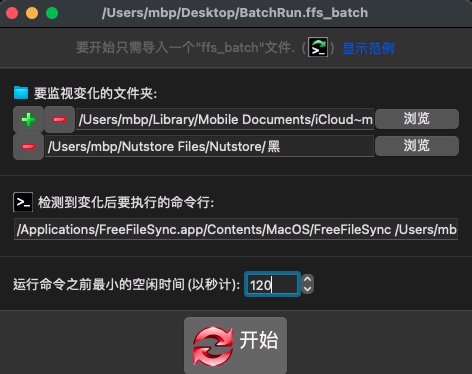 /Users/mbp/Desktop/BatchRun.ffs_batch
要开始只需导入一个"ffs_batch"文件. ( ) 显示范例
要监视变化的文件夹:
/Users/mbp/Library/Mobile Documents/iCloud~m 浏览
/Users/mbp/Nutstore Files/Nutstore/黑 浏览
检测到变化后要执行的命令行:
/Applications/FreeFileSync.app/Contents/MacOS/FreeFileSync /Users/mb
运行命令之前最小的空闲时间 (以秒计): 120
开始